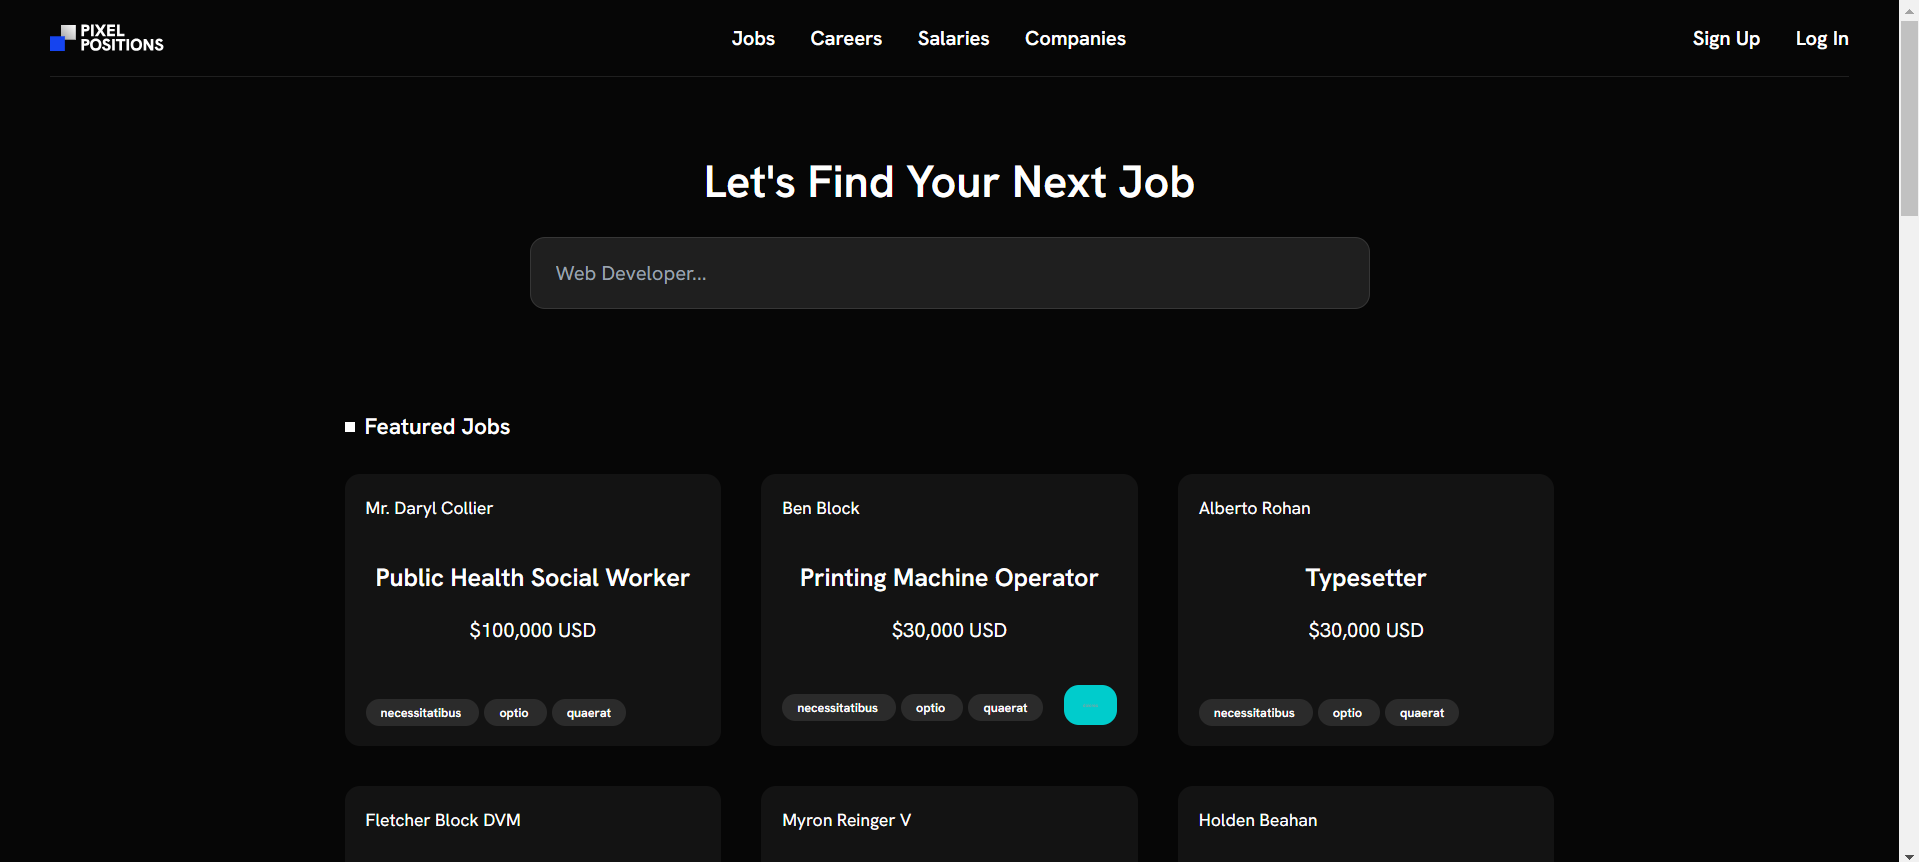 PIXEL
POSITIONS
Jobs Careers Salaries Companies
Sign Up Log In
Let's Find Your Next Job
Web Developer...
Featured Jobs
Mr. Daryl Collier
Public Health Social Worker
$100,000 USD
necessitatibus optio quaerat
Ben Block
Printing Machine Operator
$30,000 USD
necessitatibus optio quaerat
Alberto Rohan
Typesetter
$30,000 USD
necessitatibus optio quaerat
Fletcher Block DVM
Myron Reinger V
Holden Beahan